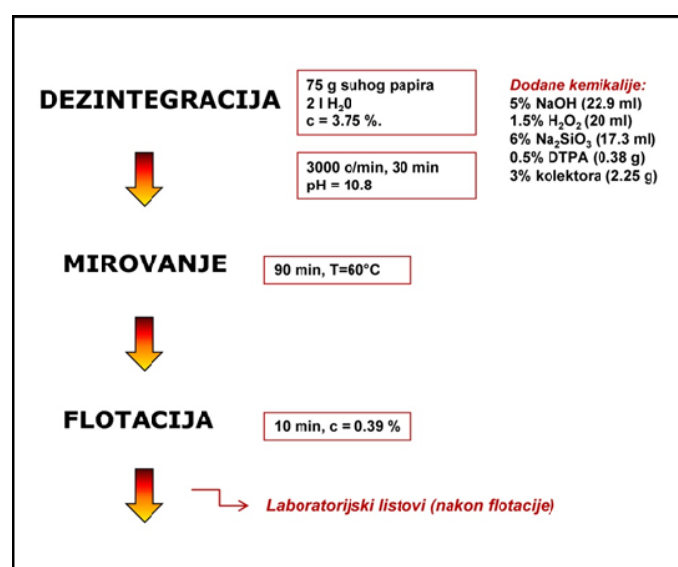 DEZINTEGRACIJA
75 g suhog papira
2 l H₂0
c = 3.75 %.
3000 o/min, 30 min
pH = 10.8
Dodane kemikalije:
5% NaOH (22.9 ml)
1.5% H₂O₂ (20 ml)
6% Na₂SiO₃ (17.3 ml)
0.5% DTPA (0.38 g)
3% kolektora (2.25 g)
MIROVANJE
90 min, T=60°C
FLOTACIJA
10 min, c = 0.39 %
Laboratorijski listovi (nakon flotacije)